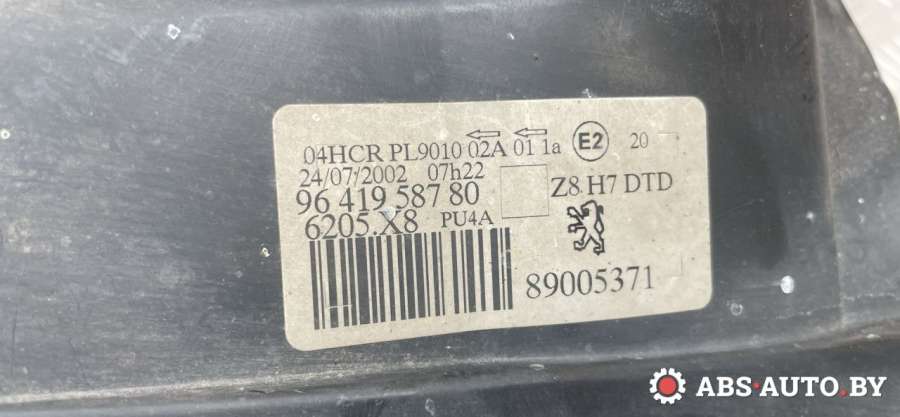 04HCR PL9010 02A 01 1a E2 20
24/07/2002 07h22
96 419 587 80 Z8 H7 DTD
6205.X8 PU4A
89005371
ABS-AUTO.BY